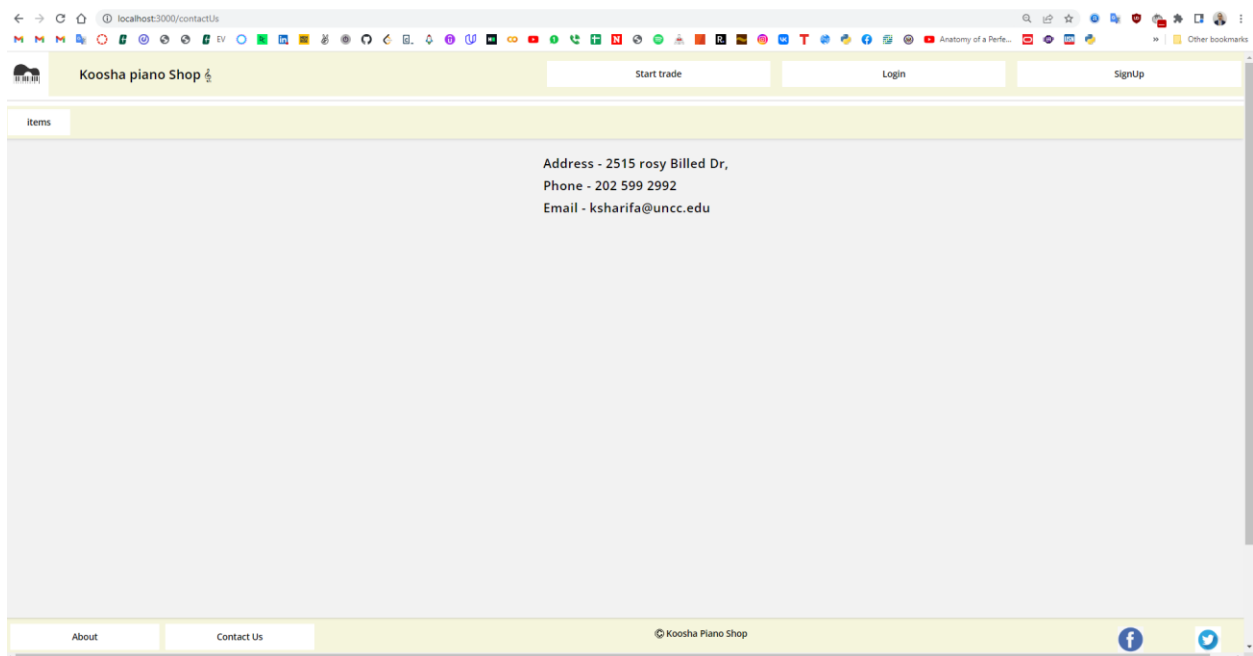 localhost:3000/contactUs
EV
Anatomy of a Perfe...
»
Other bookmarks
Koosha piano Shop 𝄞
Start trade
Login
SignUp
items
Address - 2515 rosy Billed Dr,
Phone - 202 599 2992
Email - ksharifa@uncc.edu
About
Contact Us
© Koosha Piano Shop